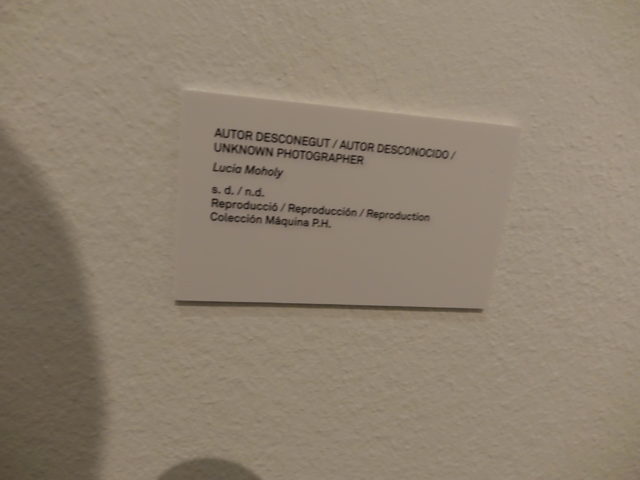 AUTOR DESCONEGUT / AUTOR DESCONOCIDO /
UNKNOWN PHOTOGRAPHER
Lucia Moholy
s. d. / n.d.
Reproducció / Reproducción / Reproduction
Colección Máquina P.H.